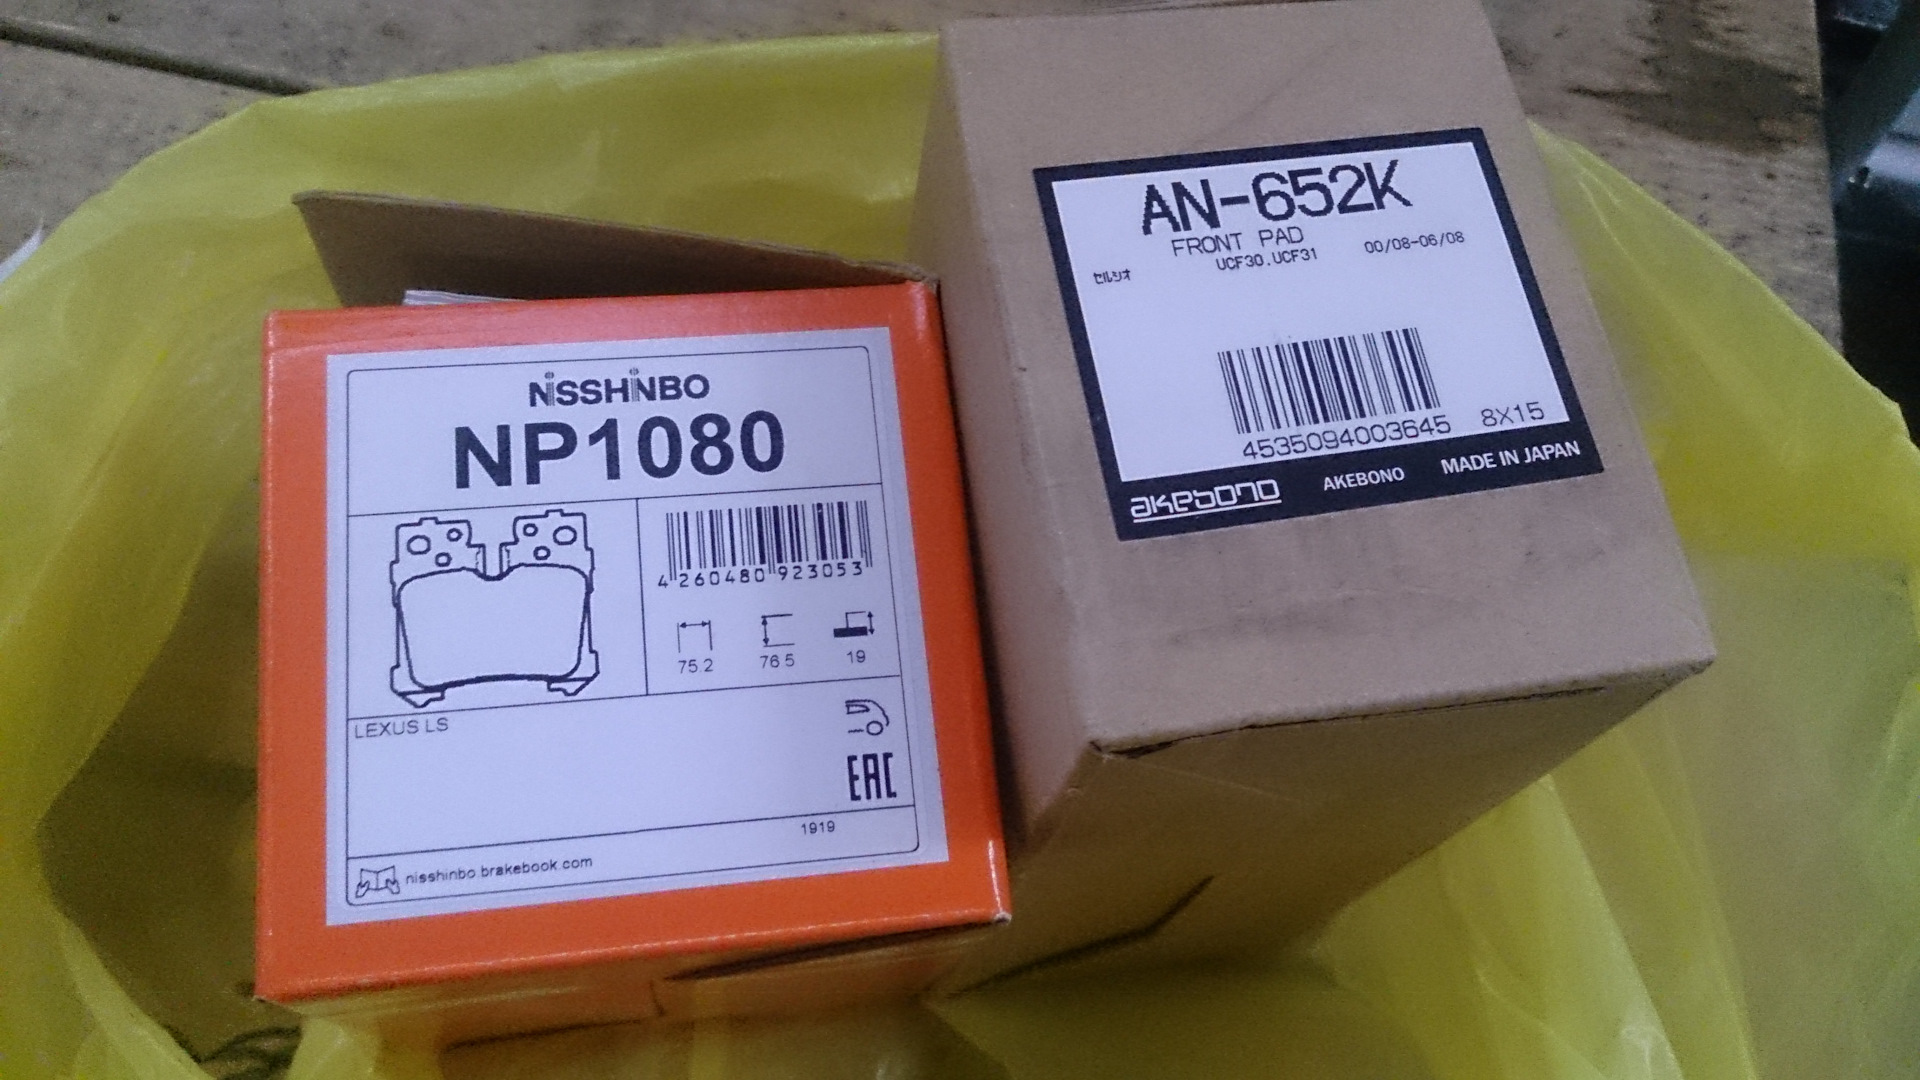 NiSSHiNBO
NP1080
4 260480 923053
75.2 76.5 19
LEXUS LS
EAC
1919
nisshinbo.brakebook.com
AN-652K
FRONT PAD
UCF30.UCF31 00/08-06/08
セルシオ
4535094003645 8X15
akebono AKEBONO MADE IN JAPAN